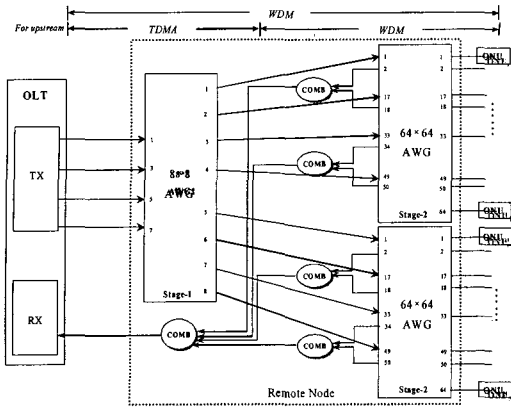 WDM
For upstream
TDMA
WDM
OLT
TX
RX
1
3
5
7
8×8
AWG
Stage-1
1
2
3
4
5
6
7
8
COMB
COMB
COMB
COMB
COMB
1
2
17
18
33
34
49
50
64×64
AWG
Stage-2
1
2
17
18
33
49
50
64
ONU
ONU
1
2
17
18
33
34
49
50
64×64
AWG
Stage-2
1
2
17
18
33
49
50
64
ONU
ONU
Remote Node